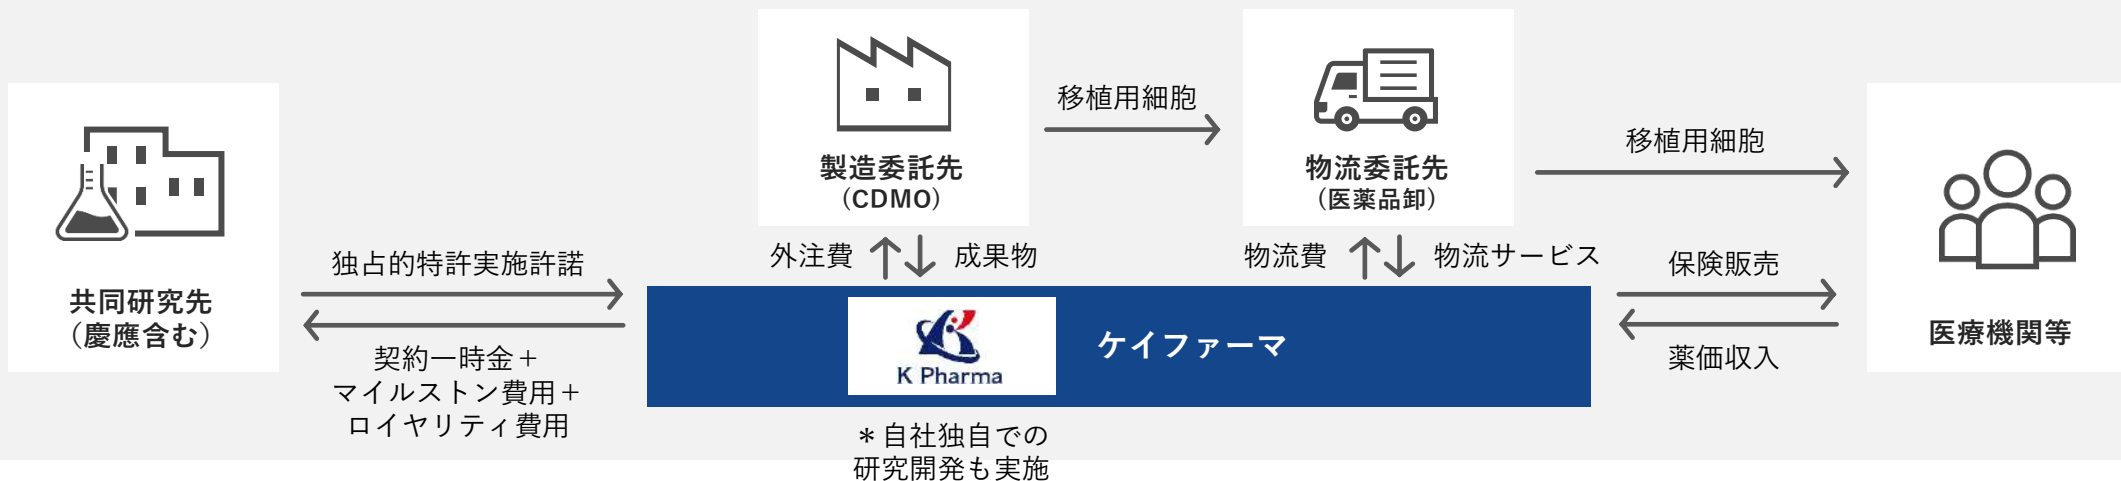 共同研究先
（慶應含む）
独占的特許実施許諾
契約一時金＋
マイルストン費用＋
ロイヤリティ費用
製造委託先
（CDMO）
移植用細胞
物流委託先
（医薬品卸）
移植用細胞
外注費
成果物
物流費
物流サービス
K Pharma
ケイファーマ
＊自社独自での
研究開発も実施
保険販売
薬価収入
医療機関等